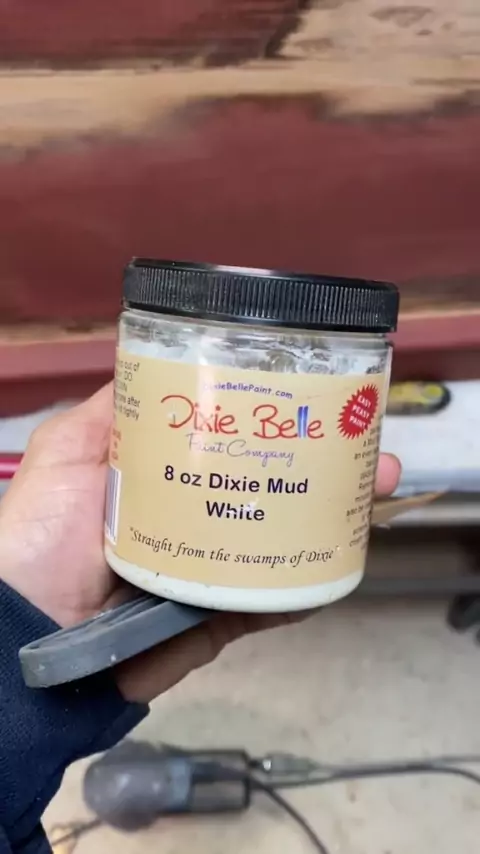 DixieBellePaint.com
Dixie Belle
Paint Company
EASY
PEASY
PAINT
8 oz Dixie Mud
White
"Straight from the swamps of Dixie"